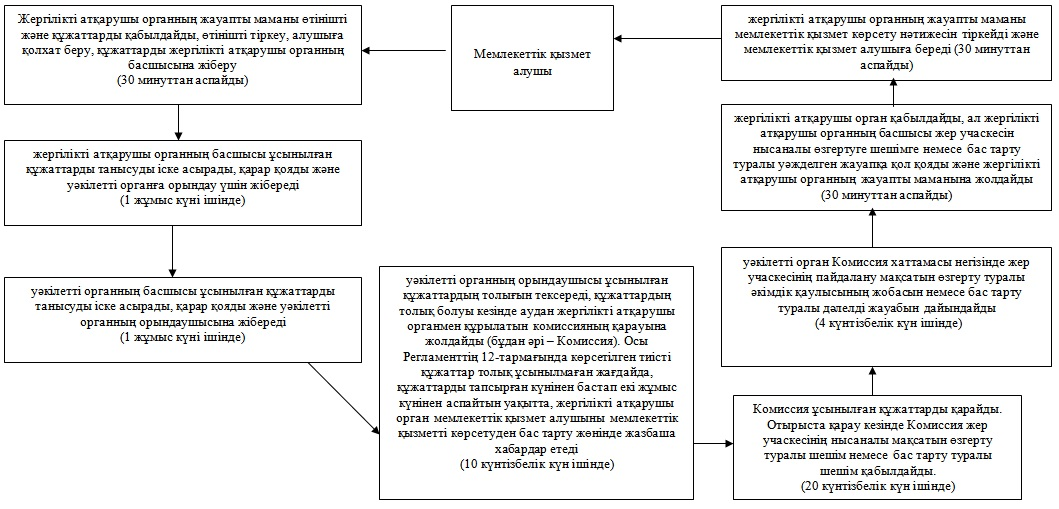 Мемлекеттік қызмет
алушы
Жергілікті атқарушы органның жауапты маманы өтінішті
және құжаттарды қабылдайды, өтінішті тіркеу, алушыға
қолхат беру, құжаттарды жергілікті атқарушы органның
басшысына жіберу
(30 минуттан аспайды)
жергілікті атқарушы органның басшысы ұсынылған
құжаттарды танысуды іске асырады, қарар қояды және
уәкілетті органға орындау үшін жібереді
(1 жұмыс күні ішінде)
уәкілетті органның басшысы ұсынылған құжаттарды
танысуды іске асырады, қарар қояды және уәкілетті
органның орындаушысына жібереді
(1 жұмыс күні ішінде)
уәкілетті органның орындаушысы ұсынылған
құжаттардың толығын тексереді, құжаттардың
толық болуы кезінде аудан жергілікті атқарушы
органмен құрылатын комиссияның қарауына
жолдайды (бұдан әрі – Комиссия). Осы
Регламенттің 12-тармағында көрсетілген тиісті
құжаттар толық ұсынылмаған жағдайда,
құжаттарды тапсырған күнінен бастап екі жұмыс
күнінен аспайтын уақытта, жергілікті атқарушы
орган мемлекеттік қызмет алушыны мемлекеттік
қызметті көрсетуден бас тарту жөнінде жазбаша
хабардар етеді
(10 күнтізбелік күн ішінде)
Комиссия ұсынылған құжаттарды қарайды.
Отырыста қарау кезінде Комиссия жер
учаскесінің нысаналы мақсатын өзгерту
туралы шешім немесе бас тарту туралы
шешім қабылдайды.
(20 күнтізбелік күн ішінде)
уәкілетті орган Комиссия хаттамасы негізінде жер
учаскесінің пайдалану мақсатын өзгерту туралы
әкімдік қаулысының жобасын немесе бас тарту
туралы дәлелді жауабын дайындайды
(4 күнтізбелік күн ішінде)
жергілікті атқарушы орган қабылдайды, ал жергілікті
атқарушы органның басшысы жер учаскесін
нысаналы өзгертуге шешімге немесе бас тарту
туралы уәжделген жауапқа қол қояды және жергілікті
атқарушы органның жауапты маманына жолдайды
(30 минуттан аспайды)
жергілікті атқарушы органның жауапты маманы
мемлекеттік қызмет көрсету нәтижесін тіркейді және
мемлекеттік қызмет алушыға береді (30 минуттан
аспайды)